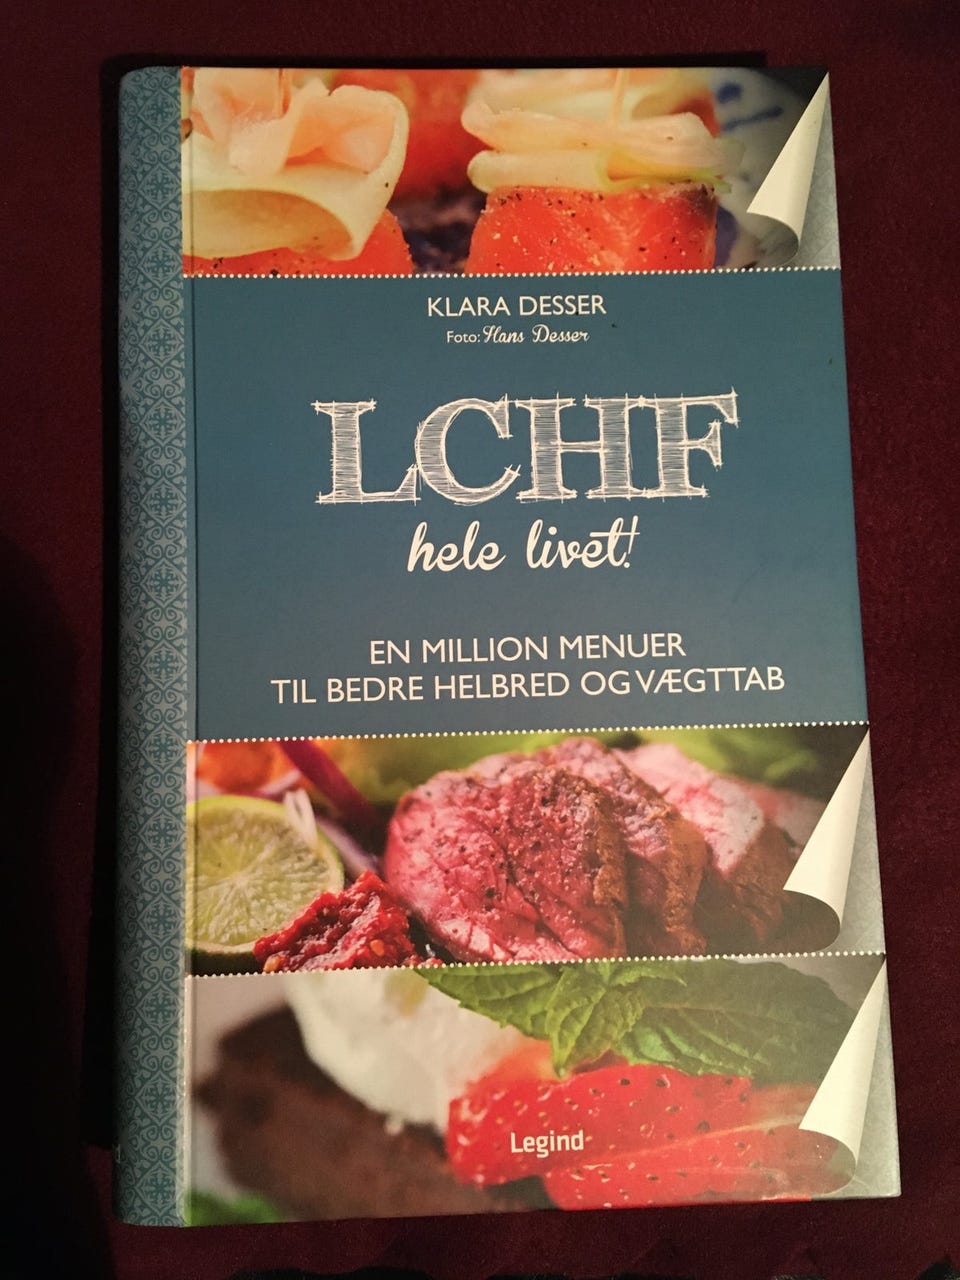 KLARA DESSER
Foto: Hans Desser
LCHF
hele livet!
EN MILLION MENUER
TIL BEDRE HELBRED OG VÆGTTAB
Legind